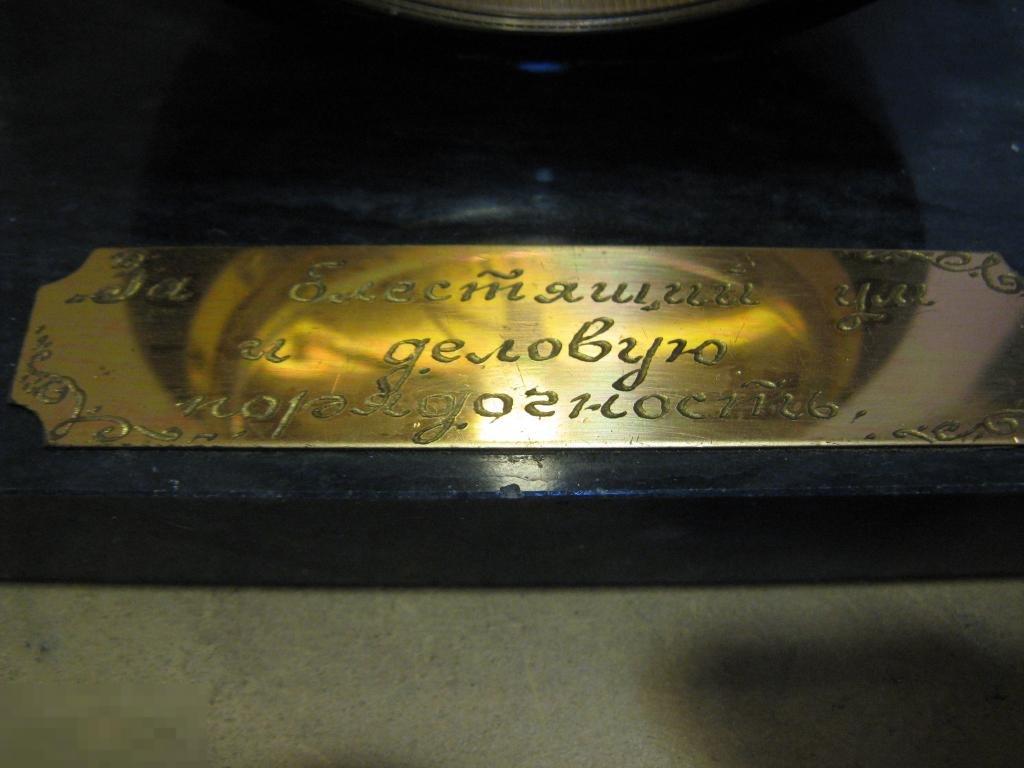 За блестящий ум
и деловую
порядочность.